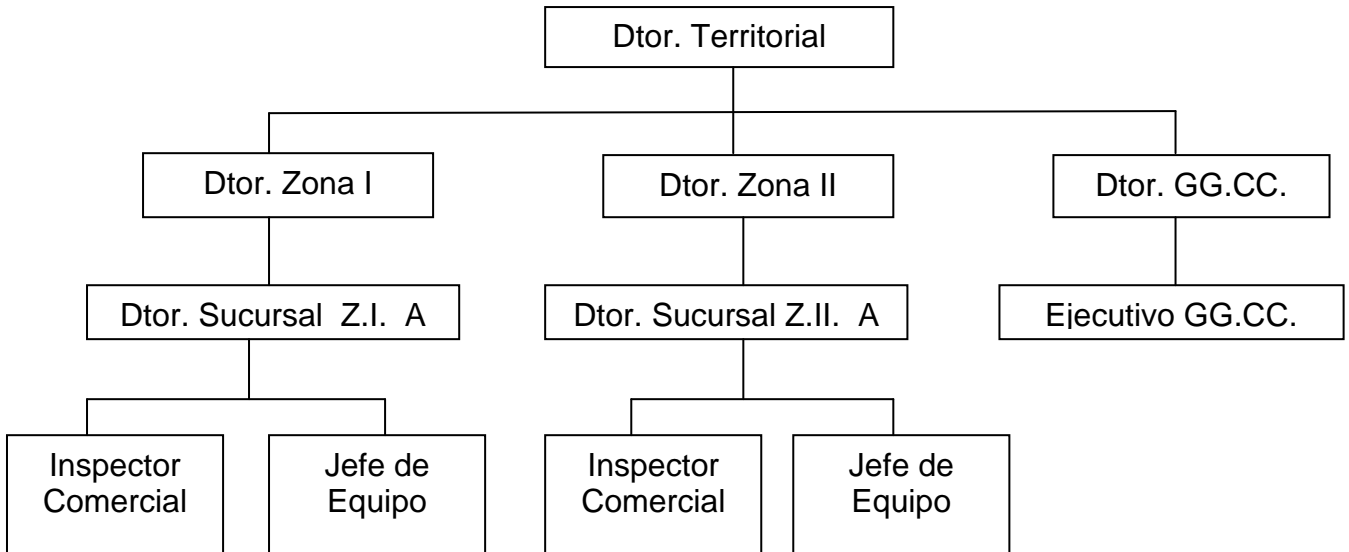 Dtor. Territorial
Dtor. Zona I
Dtor. Zona II
Dtor. GG.CC.
Dtor. Sucursal Z.I. A
Dtor. Sucursal Z.II. A
Ejecutivo GG.CC.
Inspector
Comercial
Jefe de
Equipo
Inspector
Comercial
Jefe de
Equipo